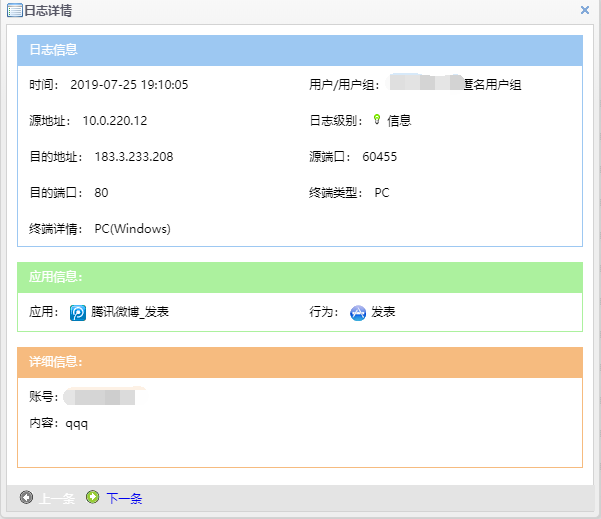 日志详情
日志信息
时间： 2019-07-25 19:10:05 用户/用户组： 匿名用户组
源地址： 10.0.220.12 日志级别： 信息
目的地址： 183.3.233.208 源端口： 60455
目的端口： 80 终端类型： PC
终端详情： PC(Windows)
应用信息：
应用： 腾讯微博_发表 行为： 发表
详细信息：
账号：
内容：qqq
上一条 下一条